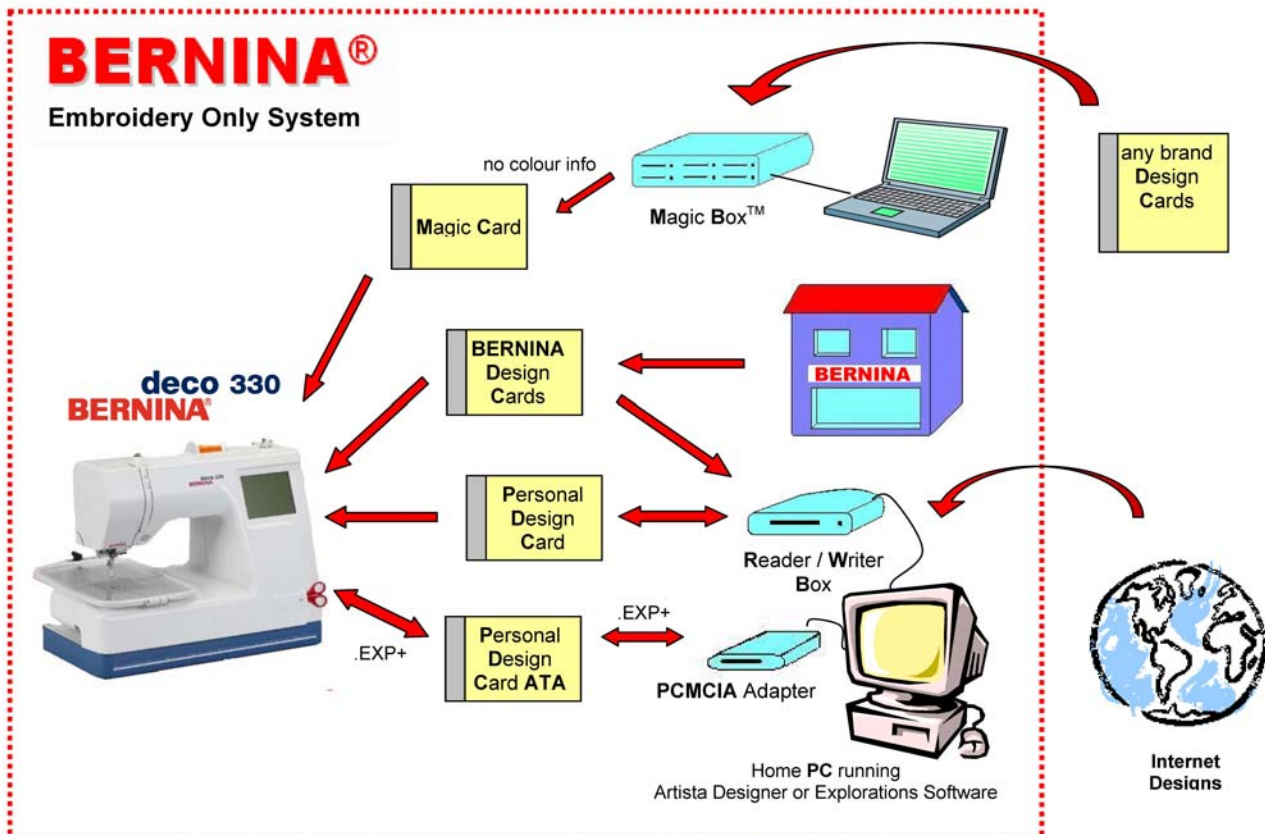 BERNINA®
Embroidery Only System
no colour info
Magic Card
Magic Box™
any brand
Design
Cards
BERNINA
Design
Cards
BERNINA
deco 330
BERNINA®
Personal
Design
Card
Reader / Writer
Box
.EXP+
.EXP+
Personal
Design
Card ATA
PCMCIA Adapter
Home PC running
Artista Designer or Explorations Software
Internet
Designs